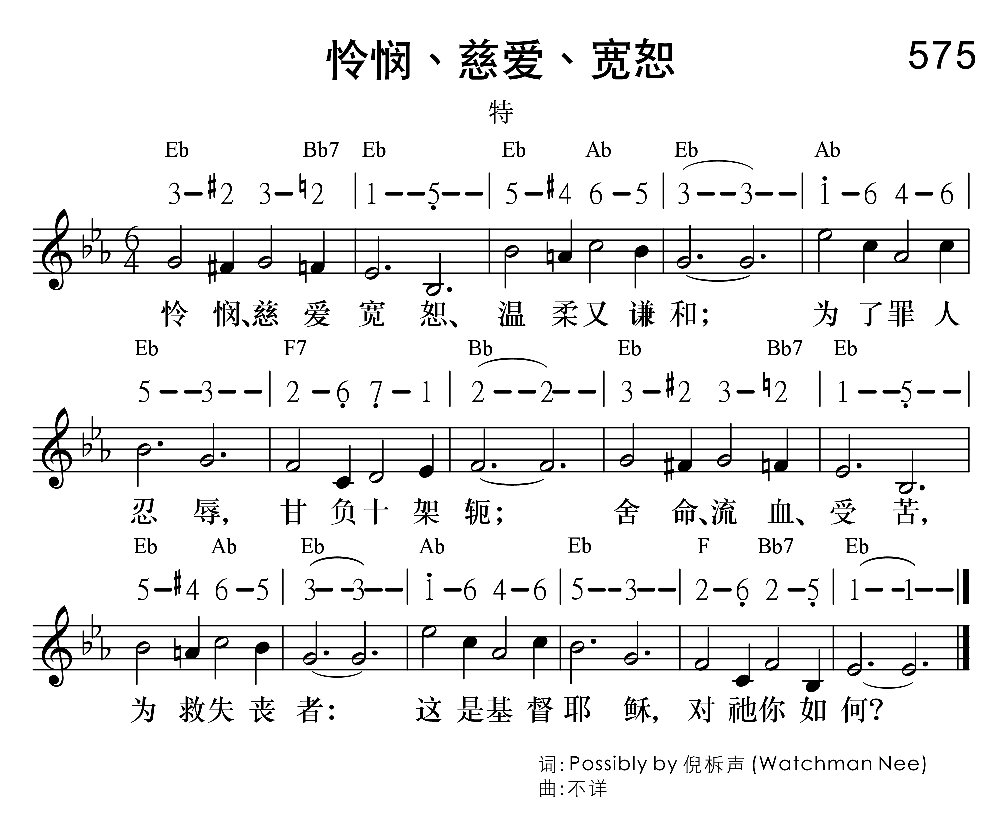 怜悯、慈爱、宽恕 575
特
Eb Bb7 Eb Eb Ab Eb Ab
3-#2 3-♮2 | 1--5̣-- | 5-#4 6-5 | 3--3-- | 1̇-6 4-6 |
6
4
怜悯、慈爱宽恕、温柔又谦和；为了罪人
Eb F7 Bb Eb Bb7 Eb
5--3-- | 2-6̣ 7̣-1 | 2--2-- | 3-#2 3-♮2 | 1--5̣-- |
忍辱，甘负十架轭；舍命、流血、受苦，
Eb Ab Eb Ab Eb F Bb7 Eb
5-#4 6-5 | 3--3-- | 1̇-6 4-6 | 5--3-- | 2-6̣ 2-5̣ | 1--1-- |
为救失丧者：这是基督耶稣，对祂你如何？
词: Possibly by 倪柝声 (Watchman Nee)
曲:不详